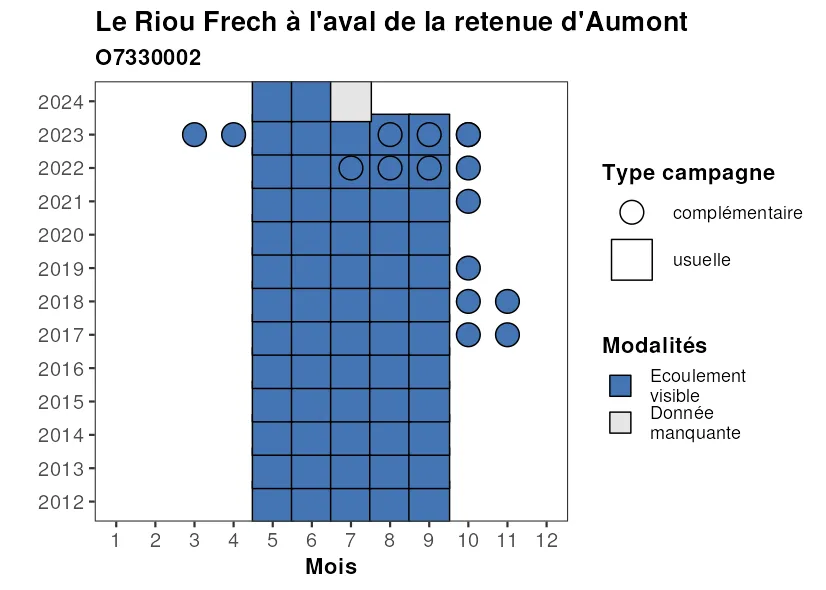 Le Riou Frech à l'aval de la retenue d'Aumont
O7330002
2024
2023
2022
2021
2020
2019
2018
2017
2016
2015
2014
2013
2012
1 2 3 4 5 6 7 8 9 10 11 12
Mois
Type campagne
complémentaire
usuelle
Modalités
Ecoulement
visible
Donnée
manquante